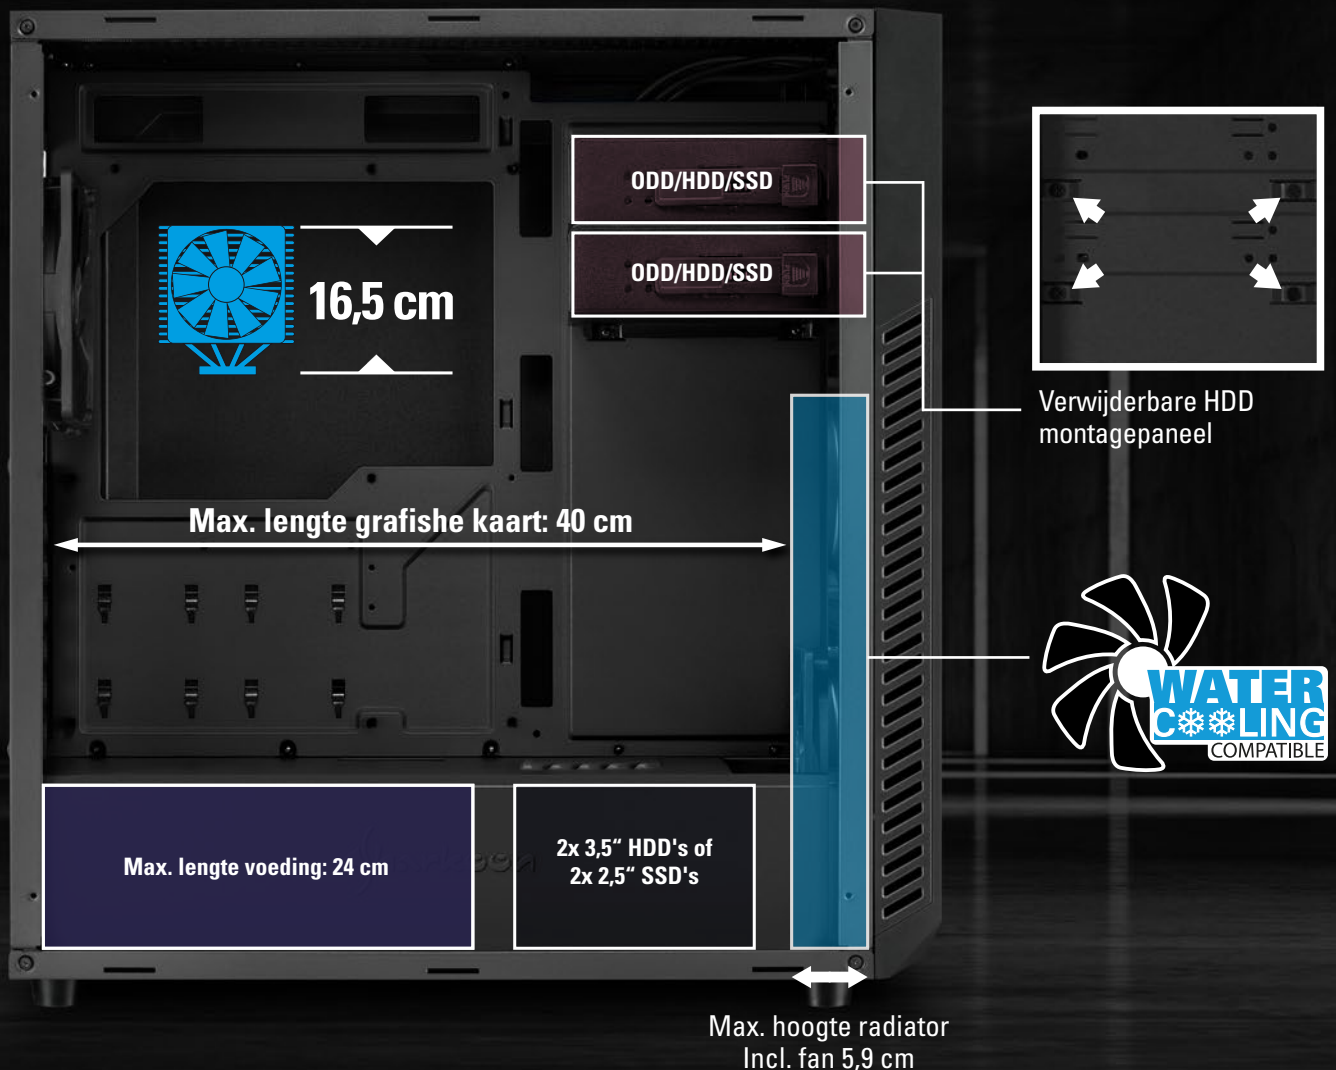 ODD/HDD/SSD
ODD/HDD/SSD
16,5 cm
Verwijderbare HDD
montagepaneel
Max. lengte grafishe kaart: 40 cm
WATER
COOLING
COMPATIBLE
Max. lengte voeding: 24 cm
2x 3,5“ HDD's of
2x 2,5“ SSD's
Max. hoogte radiator
Incl. fan 5,9 cm